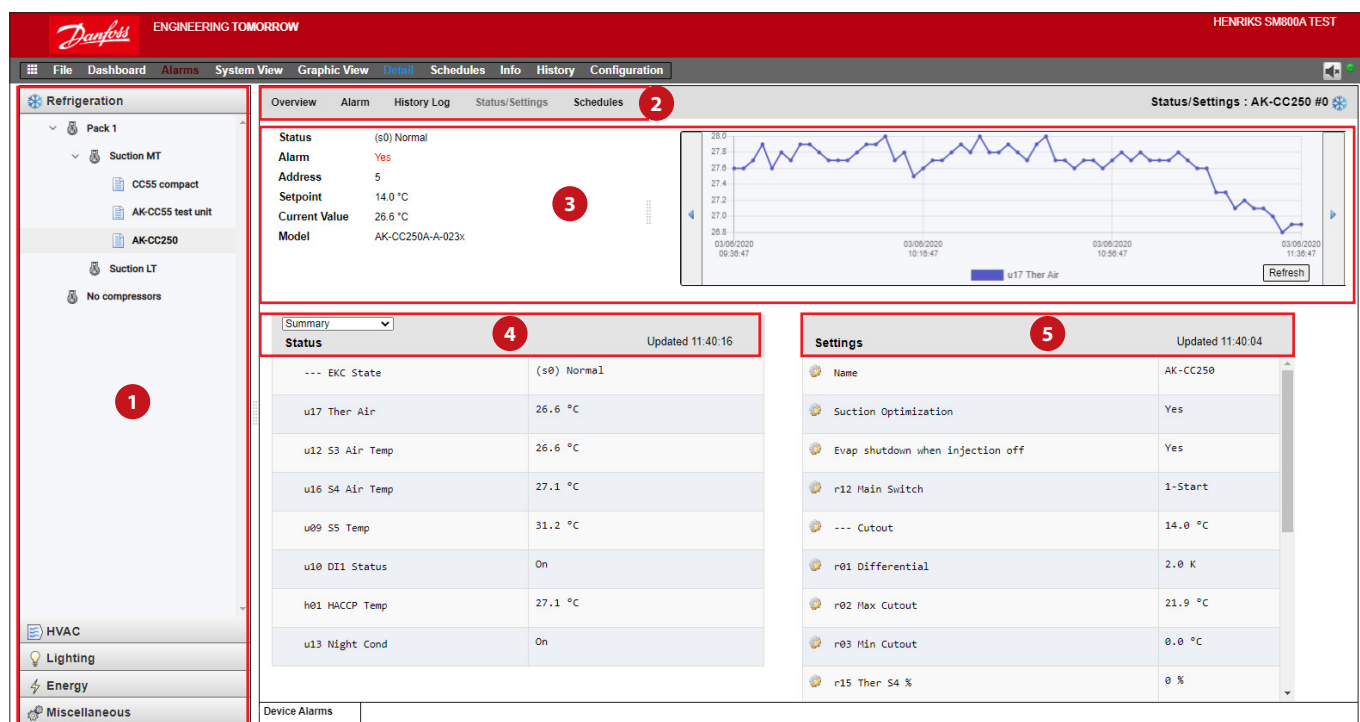 Danfoss ENGINEERING TOMORROW HENRIKS SM800A TEST
File Dashboard Alarms System View Graphic View Detail Schedules Info History Configuration
Refrigeration
Pack 1
Suction MT
CC55 compact
AK-CC55 test unit
AK-CC250
Suction LT
No compressors
1
HVAC
Lighting
Energy
Miscellaneous
Overview Alarm History Log Status/Settings Schedules 2 Status/Settings : AK-CC250 #0
Status (s0) Normal
Alarm Yes
Address 5
Setpoint 14.0 °C
Current Value 26.6 °C
Model AK-CC250A-A-023x
3
28.0
27.8
27.6
27.4
27.2
27.0
26.8
03/06/2020 09:36:47
03/06/2020 10:16:47
03/06/2020 10:56:47
03/06/2020 11:36:47
u17 Ther Air
Refresh
Summary
Status 4 Updated 11:40:16
--- EKC State (s0) Normal
u17 Ther Air 26.6 °C
u12 S3 Air Temp 26.6 °C
u16 S4 Air Temp 27.1 °C
u09 S5 Temp 31.2 °C
u10 DI1 Status On
h01 HACCP Temp 27.1 °C
u13 Night Cond On
Settings 5 Updated 11:40:04
Name AK-CC250
Suction Optimization Yes
Evap shutdown when injection off Yes
r12 Main Switch 1-Start
--- Cutout 14.0 °C
r01 Differential 2.0 K
r02 Max Cutout 21.9 °C
r03 Min Cutout 0.0 °C
r15 Ther S4 % 0 %
Device Alarms